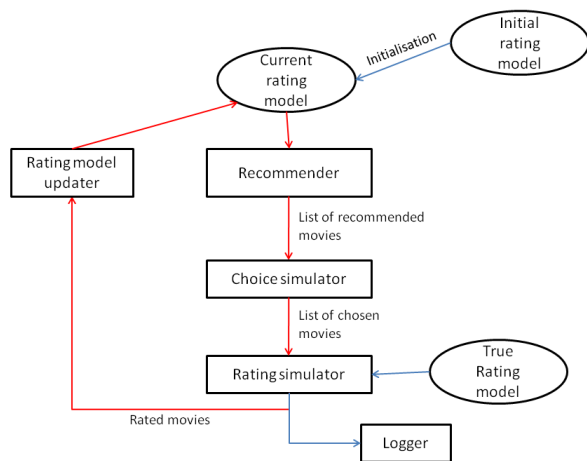 Initial
rating
model
Initialisation
Current
rating
model
Rating model
updater
Recommender
List of recommended
movies
Choice simulator
List of chosen
movies
Rating simulator
True
Rating
model
Rated movies
Logger